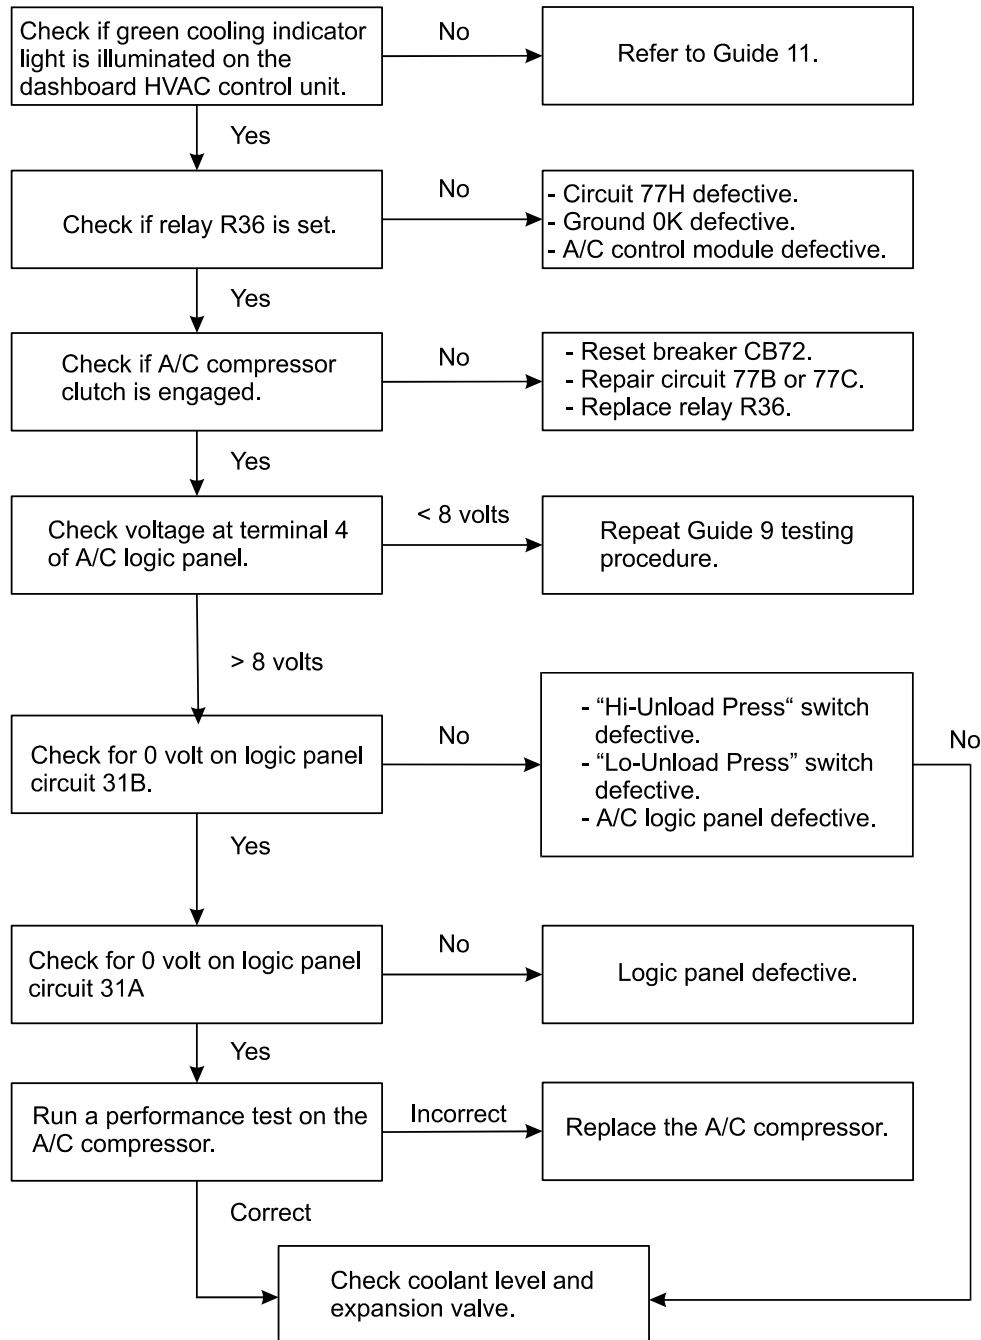 Check if green cooling indicator
light is illuminated on the
dashboard HVAC control unit.
No
Refer to Guide 11.
Yes
Check if relay R36 is set.
No
- Circuit 77H defective.
- Ground 0K defective.
- A/C control module defective.
Yes
Check if A/C compressor
clutch is engaged.
No
- Reset breaker CB72.
- Repair circuit 77B or 77C.
- Replace relay R36.
Yes
Check voltage at terminal 4
of A/C logic panel.
< 8 volts
Repeat Guide 9 testing
procedure.
> 8 volts
Check for 0 volt on logic panel
circuit 31B.
No
- “Hi-Unload Press“ switch
defective.
- “Lo-Unload Press” switch
defective.
- A/C logic panel defective.
No
Yes
Check for 0 volt on logic panel
circuit 31A
No
Logic panel defective.
Yes
Run a performance test on the
A/C compressor.
Incorrect
Replace the A/C compressor.
Correct
Check coolant level and
expansion valve.